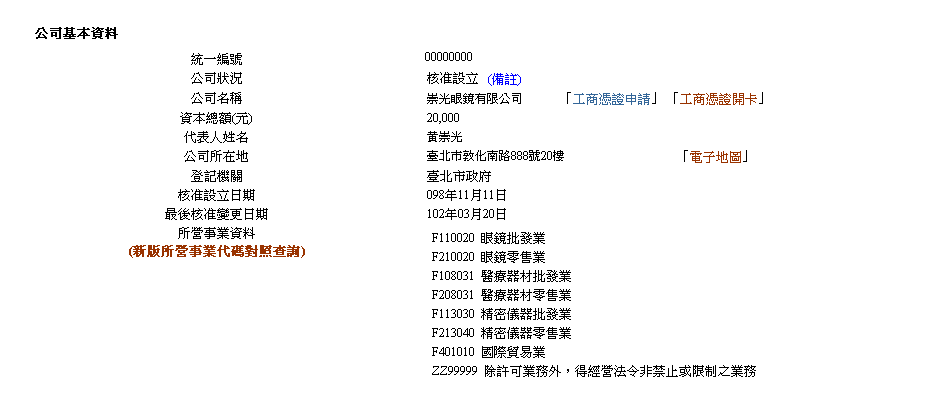 公司基本資料
統一編號 00000000
公司狀況 核准設立 (備註)
公司名稱 崇光眼鏡有限公司 「工商憑證申請」 「工商憑證開卡」
資本總額(元) 20,000
代表人姓名 黃崇光
公司所在地 臺北市敦化南路888號20樓 「電子地圖」
登記機關 臺北市政府
核准設立日期 098年11月11日
最後核准變更日期 102年03月20日
所營事業資料
(新版所營事業代碼對照查詢)
F110020 眼鏡批發業
F210020 眼鏡零售業
F108031 醫療器材批發業
F208031 醫療器材零售業
F113030 精密儀器批發業
F213040 精密儀器零售業
F401010 國際貿易業
ZZ99999 除許可業務外，得經營法令非禁止或限制之業務